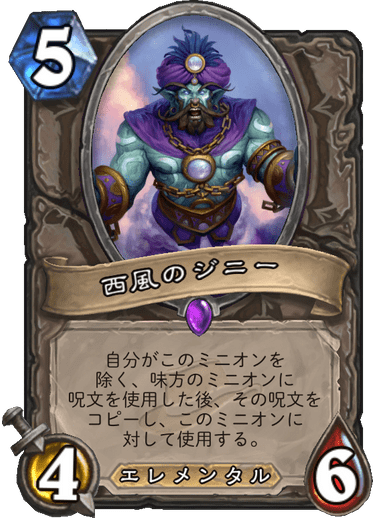 5
西風のジニー
自分がこのミニオンを
除く、味方のミニオンに
呪文を使用した後、その呪文を
コピーし、このミニオンに
対して使用する。
4
エレメンタル
6